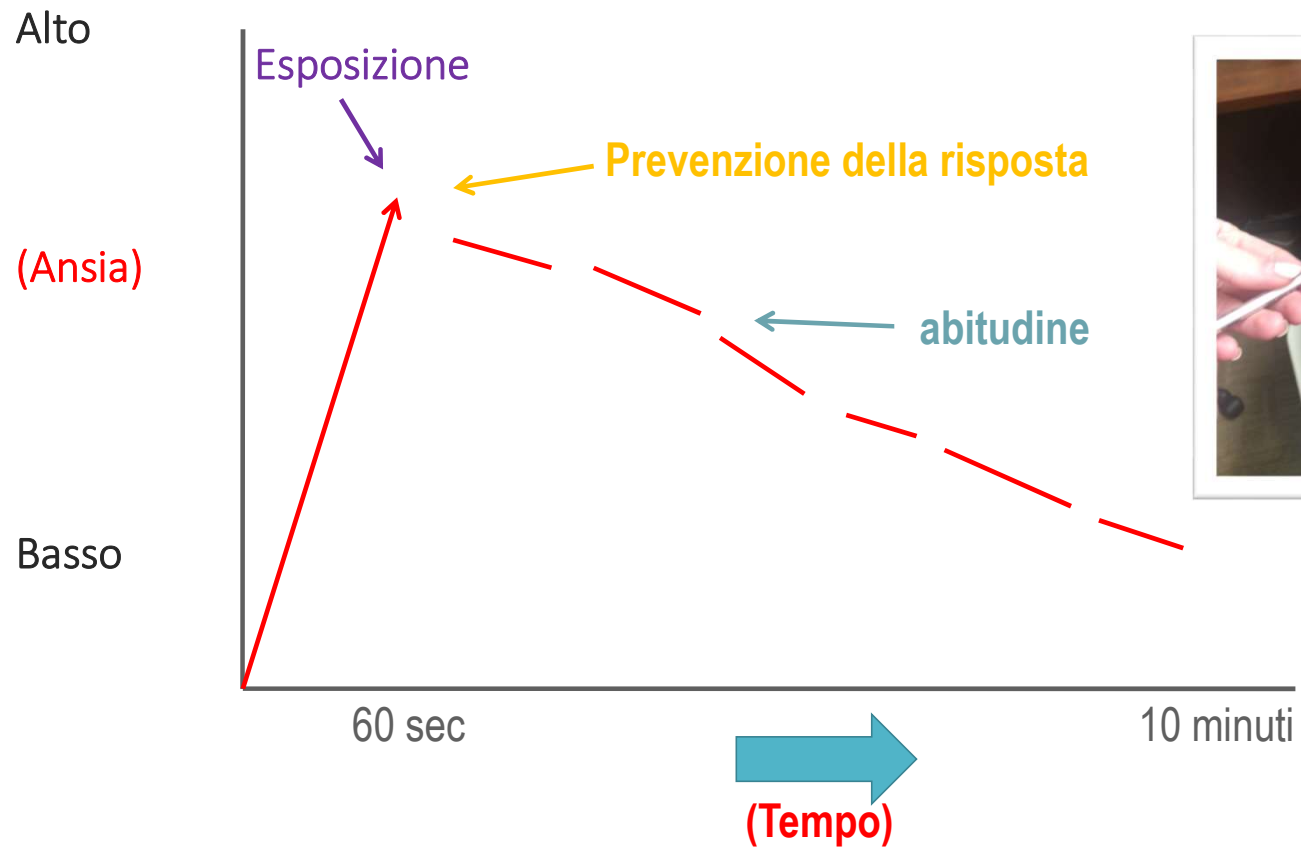 Alto
Esposizione
Prevenzione della risposta
(Ansia)
abitudine
Basso
60 sec
10 minuti
(Tempo)